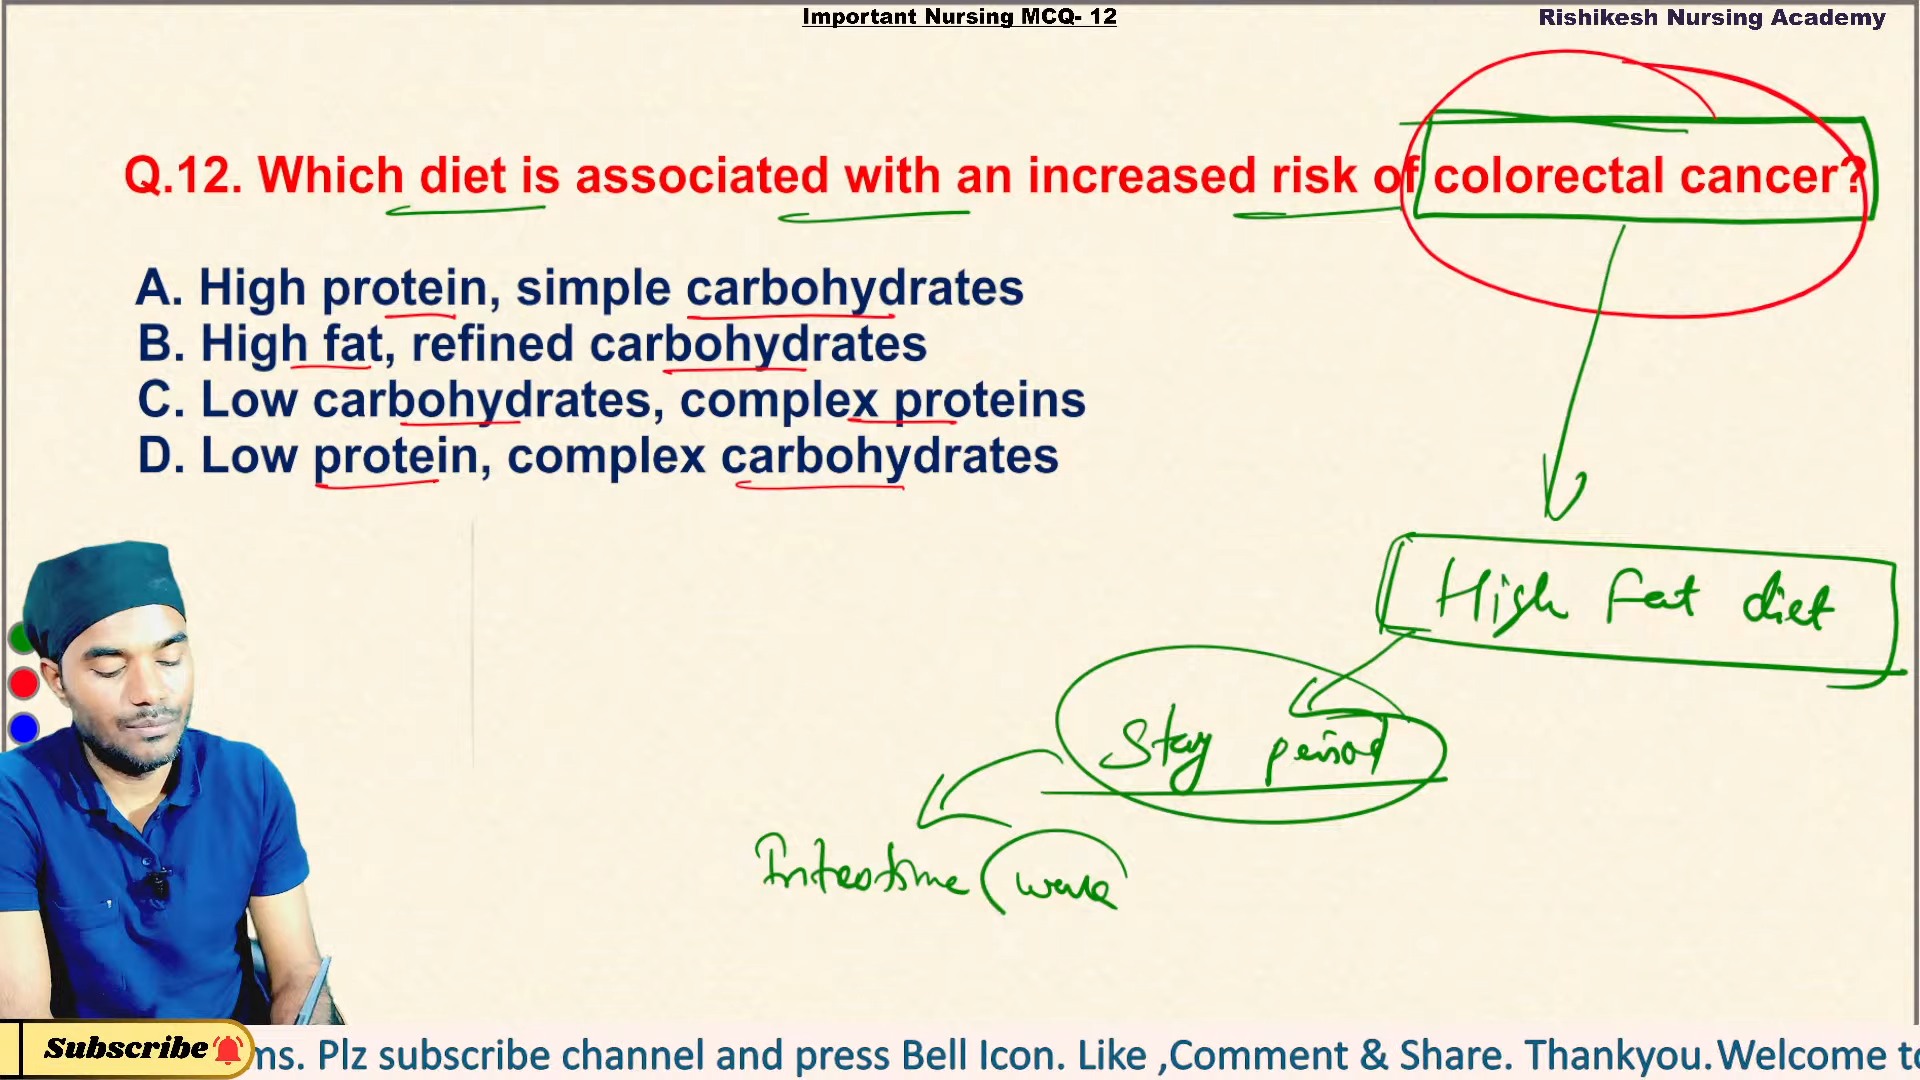 Important Nursing MCQ- 12
Rishikesh Nursing Academy
Q.12. Which diet is associated with an increased risk of colorectal cancer?
A. High protein, simple carbohydrates
B. High fat, refined carbohydrates
C. Low carbohydrates, complex proteins
D. Low protein, complex carbohydrates
High fat diet
Stay period
Intestine
Subscribe
ms. Plz subscribe channel and press Bell Icon. Like ,Comment & Share. Thankyou. Welcome to